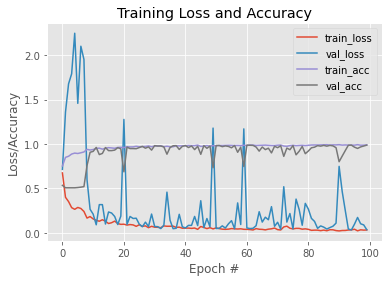 Training Loss and Accuracy
train_loss
val_loss
train_acc
val_acc
Loss/Accuracy
2.0
1.5
1.0
0.5
0.0
0 20 40 60 80 100
Epoch #